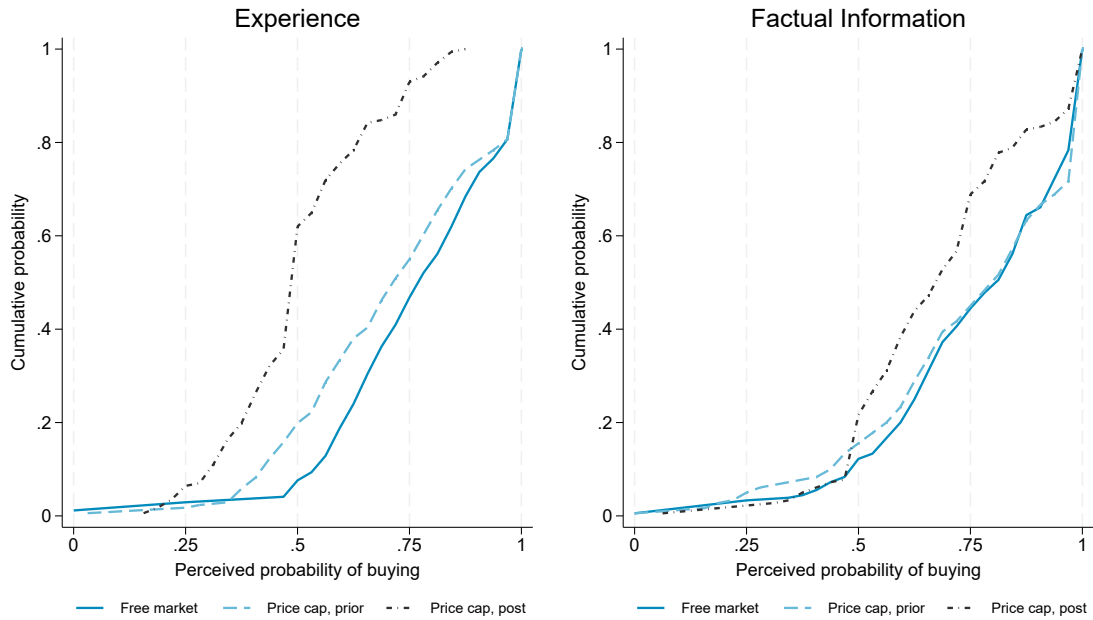 Experience
Cumulative probability
1
.8
.6
.4
.2
0
0 .25 .5 .75 1
Perceived probability of buying
Free market Price cap, prior Price cap, post
Factual Information
Cumulative probability
1
.8
.6
.4
.2
0
0 .25 .5 .75 1
Perceived probability of buying
Free market Price cap, prior Price cap, post